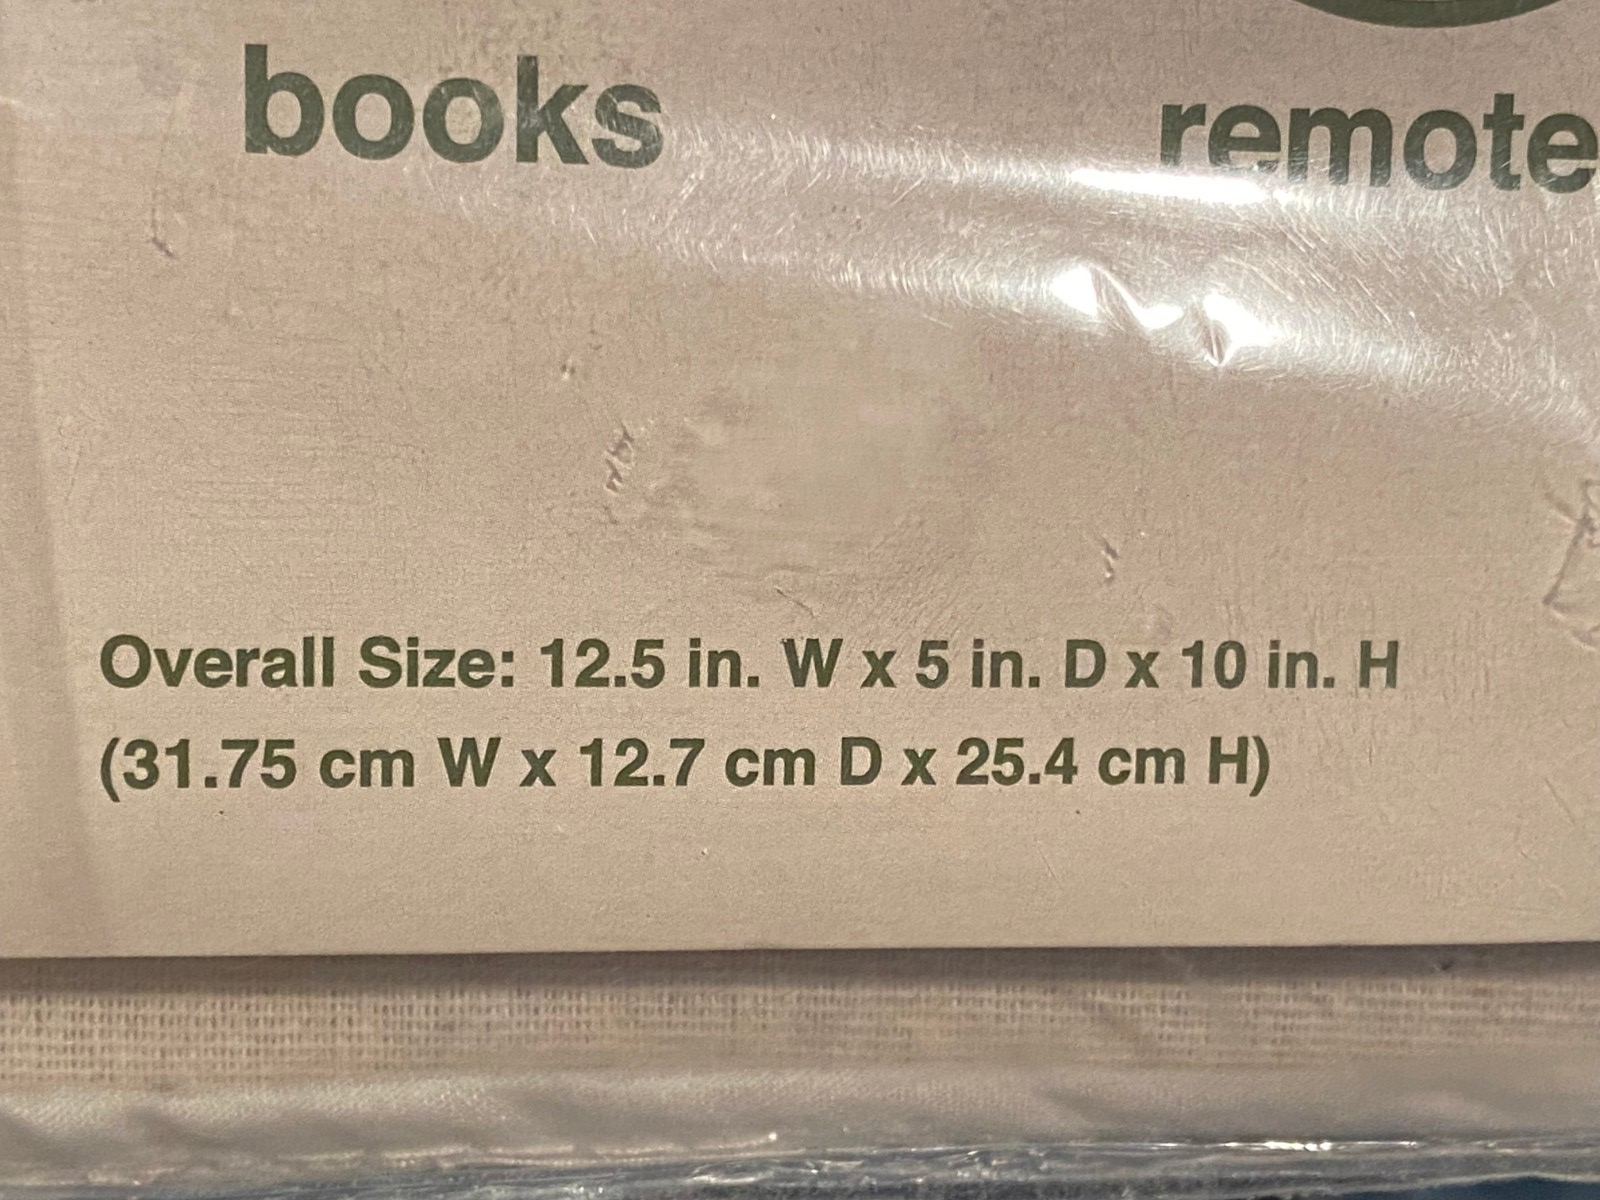 books
remote
Overall Size: 12.5 in. W x 5 in. D x 10 in. H
(31.75 cm W x 12.7 cm D x 25.4 cm H)